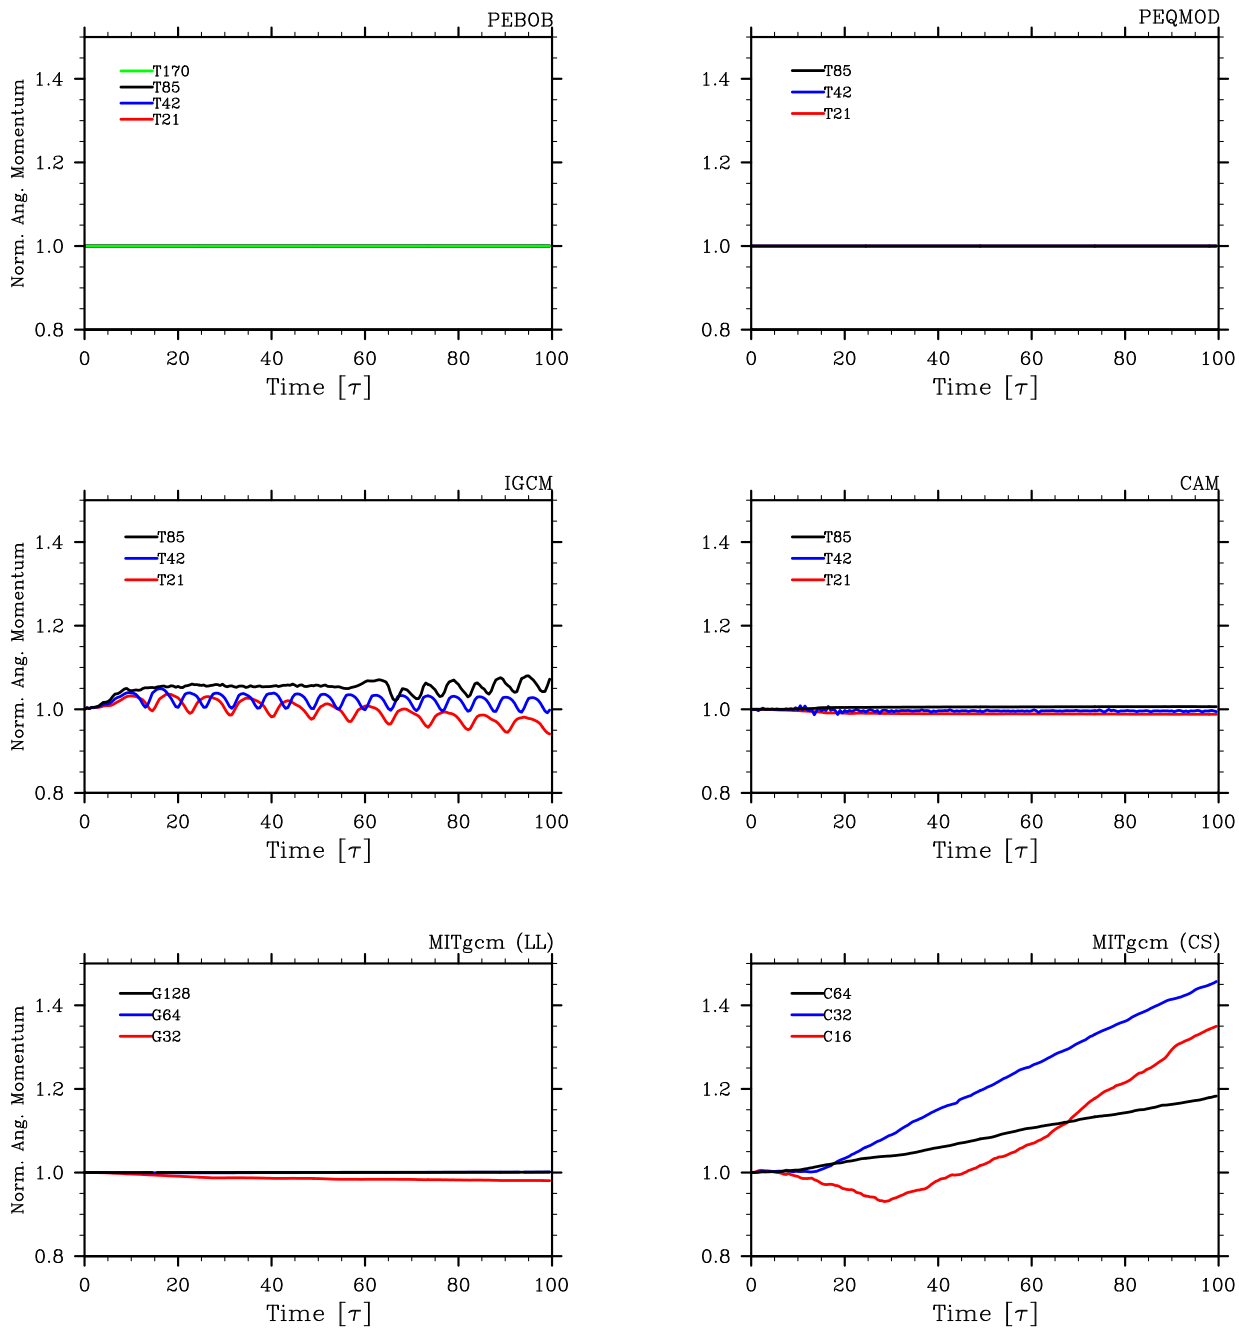 PEBOB
Norm. Ang. Momentum
1.4
1.2
1.0
0.8
T170
T85
T42
T21
0 20 40 60 80 100
Time [τ]
PEQMOD
1.4
1.2
1.0
0.8
T85
T42
T21
0 20 40 60 80 100
Time [τ]
IGCM
Norm. Ang. Momentum
1.4
1.2
1.0
0.8
T85
T42
T21
0 20 40 60 80 100
Time [τ]
CAM
1.4
1.2
1.0
0.8
T85
T42
T21
0 20 40 60 80 100
Time [τ]
MITgcm (LL)
Norm. Ang. Momentum
1.4
1.2
1.0
0.8
G128
G64
G32
0 20 40 60 80 100
Time [τ]
MITgcm (CS)
1.4
1.2
1.0
0.8
C64
C32
C16
0 20 40 60 80 100
Time [τ]